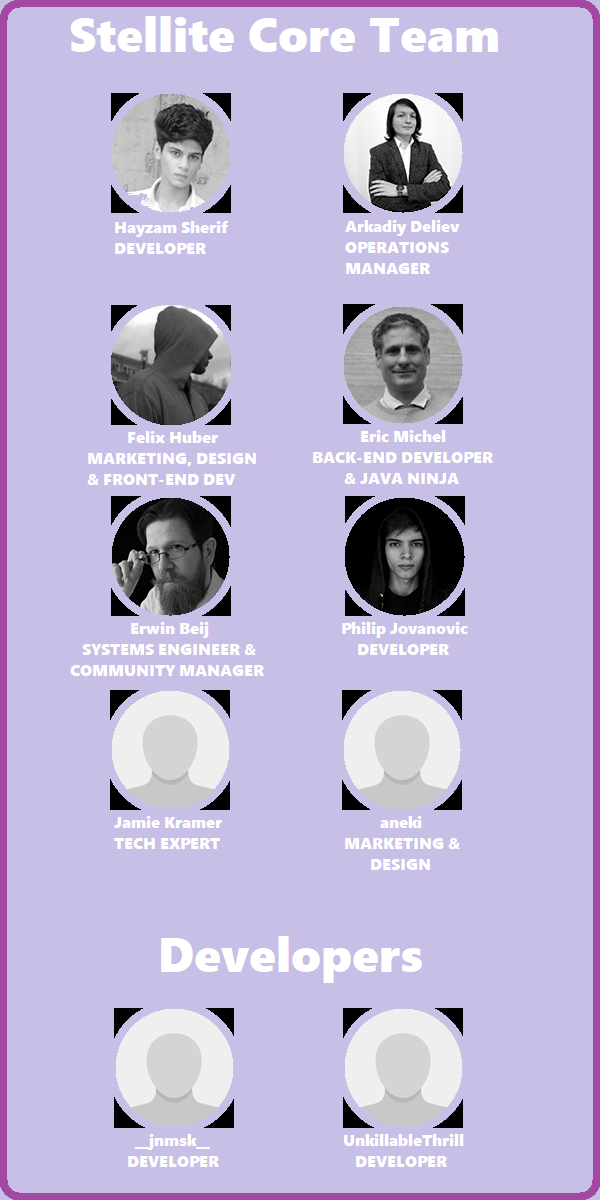 Stellite Core Team
Hayzam Sherif
DEVELOPER
Arkadiy Deliev
OPERATIONS
MANAGER
Felix Huber
MARKETING, DESIGN
& FRONT-END DEV
Eric Michel
BACK-END DEVELOPER
& JAVA NINJA
Erwin Beij
SYSTEMS ENGINEER &
COMMUNITY MANAGER
Philip Jovanovic
DEVELOPER
Jamie Kramer
TECH EXPERT
aneki
MARKETING &
DESIGN
Developers
__jnmsk__
DEVELOPER
UnkillableThrill
DEVELOPER